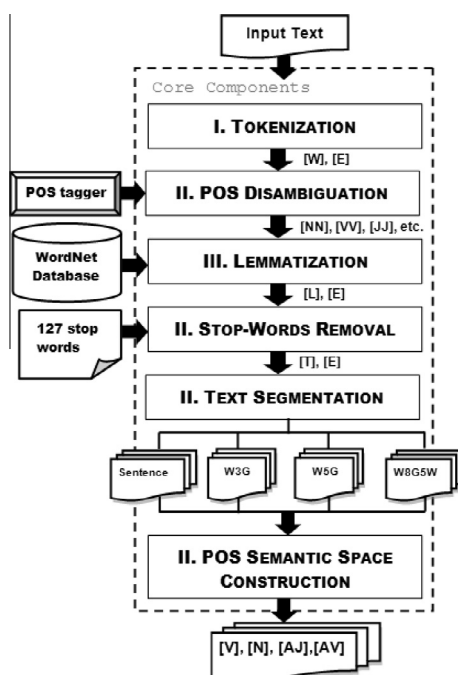 Input Text
Core Components
I. TOKENIZATION
[W], [E]
POS tagger
II. POS DISAMBIGUATION
[NN], [VV], [JJ], etc.
WordNet
Database
III. LEMMATIZATION
[L], [E]
127 stop
words
II. STOP-WORDS REMOVAL
[T], [E]
II. TEXT SEGMENTATION
Sentence
W3G
W5G
W8G5W
II. POS SEMANTIC SPACE
CONSTRUCTION
[V], [N], [AJ],[AV]